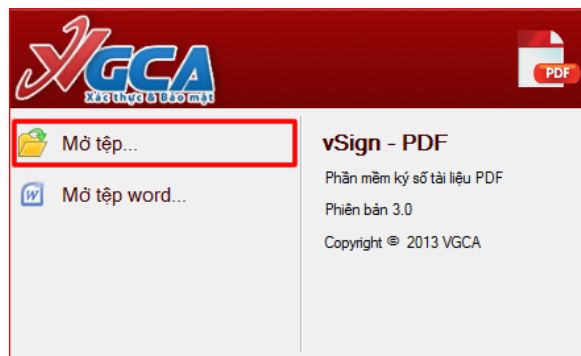 VGCA
Xác thực & Bảo mật
PDF
Mở tệp...
Mở tệp word...
vSign - PDF
Phần mềm ký số tài liệu PDF
Phiên bản 3.0
Copyright © 2013 VGCA